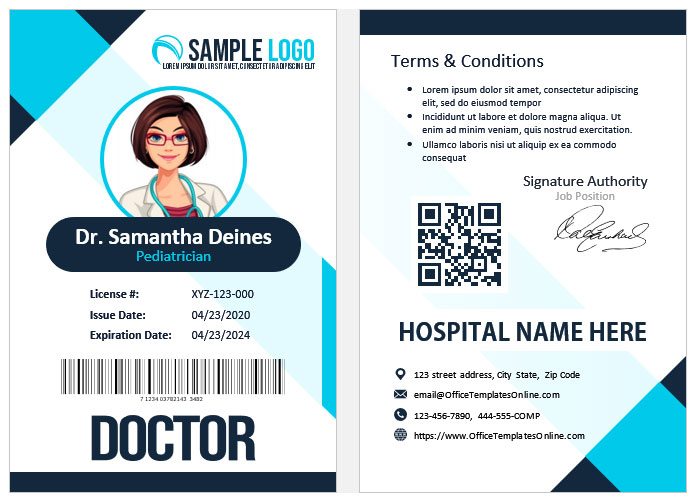 SAMPLE LOGO
LOREM IPSUM DOLOR SIT AMET, CONSECTETUR ADIPISCING ELIT
Dr. Samantha Deines
Pediatrician
License #: XYZ-123-000
Issue Date: 04/23/2020
Expiration Date: 04/23/2024
7 1234 03782143 3482
DOCTOR
Terms & Conditions
• Lorem ipsum dolor sit amet, consectetur adipiscing
elit, sed do eiusmod tempor
• Incididunt ut labore et dolore magna aliqua. Ut
enim ad minim veniam, quis nostrud exercitation.
• Ullamco laboris nisi ut aliquip ex ea commodo
consequat
Signature Authority
Job Position
HOSPITAL NAME HERE
123 street address, City State, Zip Code
email@OfficeTemplatesOnline.com
123-456-7890, 444-555-COMP
https://www.OfficeTemplatesOnline.com